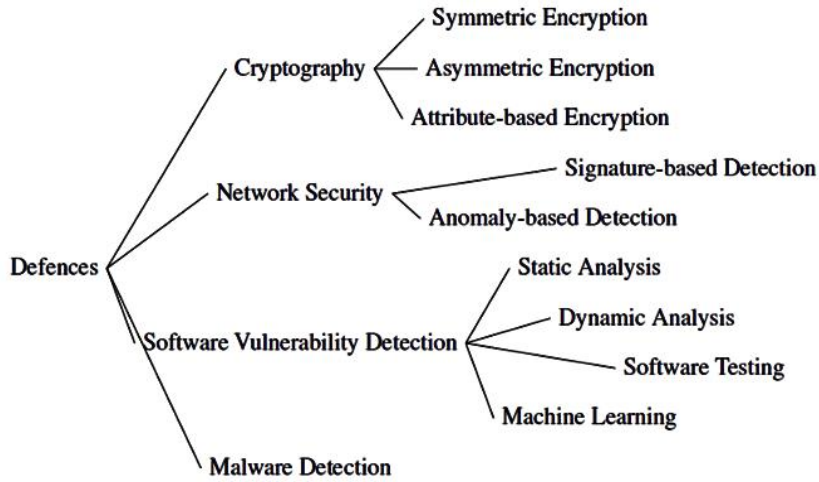 Symmetric Encryption
Cryptography
Asymmetric Encryption
Attribute-based Encryption
Signature-based Detection
Network Security
Anomaly-based Detection
Defences
Static Analysis
Dynamic Analysis
Software Vulnerability Detection
Software Testing
Machine Learning
Malware Detection